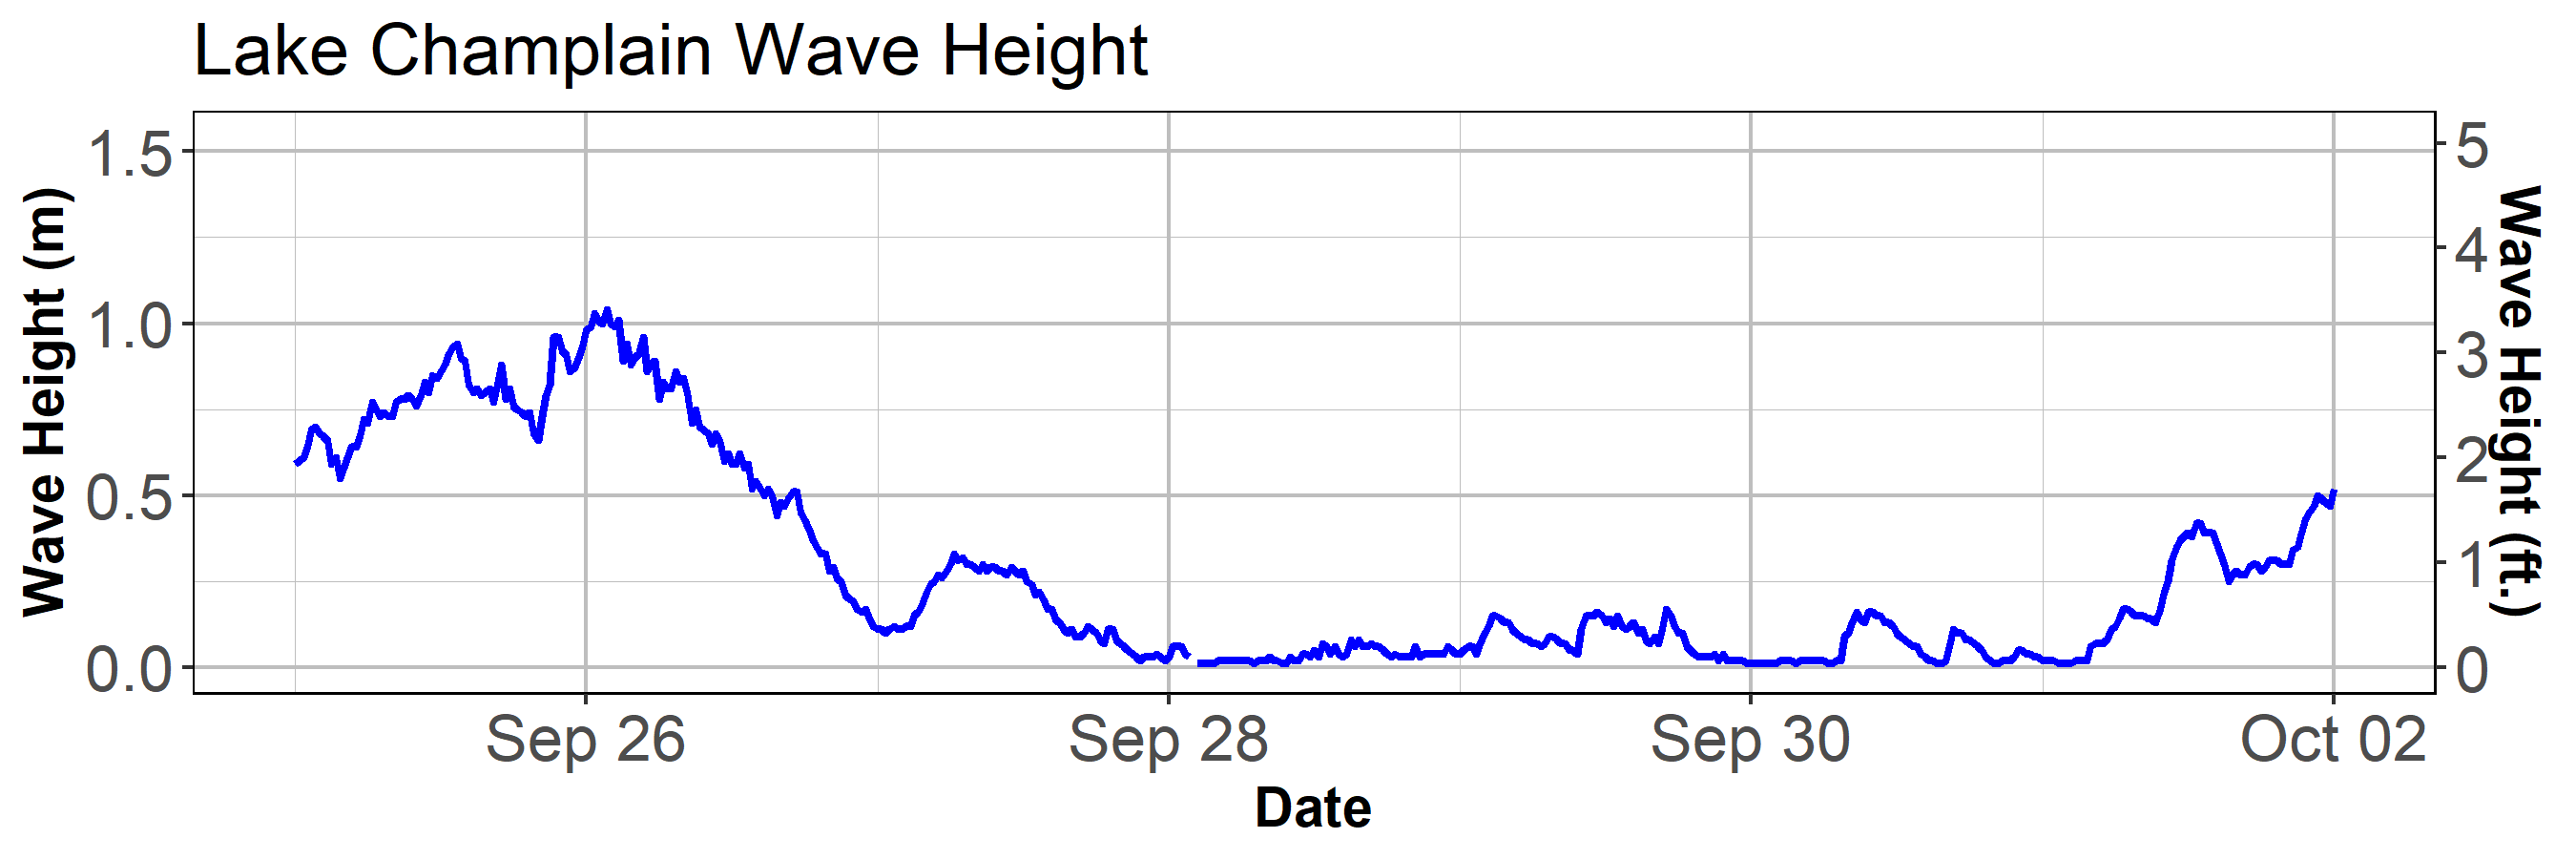 Lake Champlain Wave Height
Wave Height (m)
1.5
1.0
0.5
0.0
5
4
3
2
1
0
Wave Height (ft.)
Sep 26 Sep 28 Sep 30 Oct 02
Date